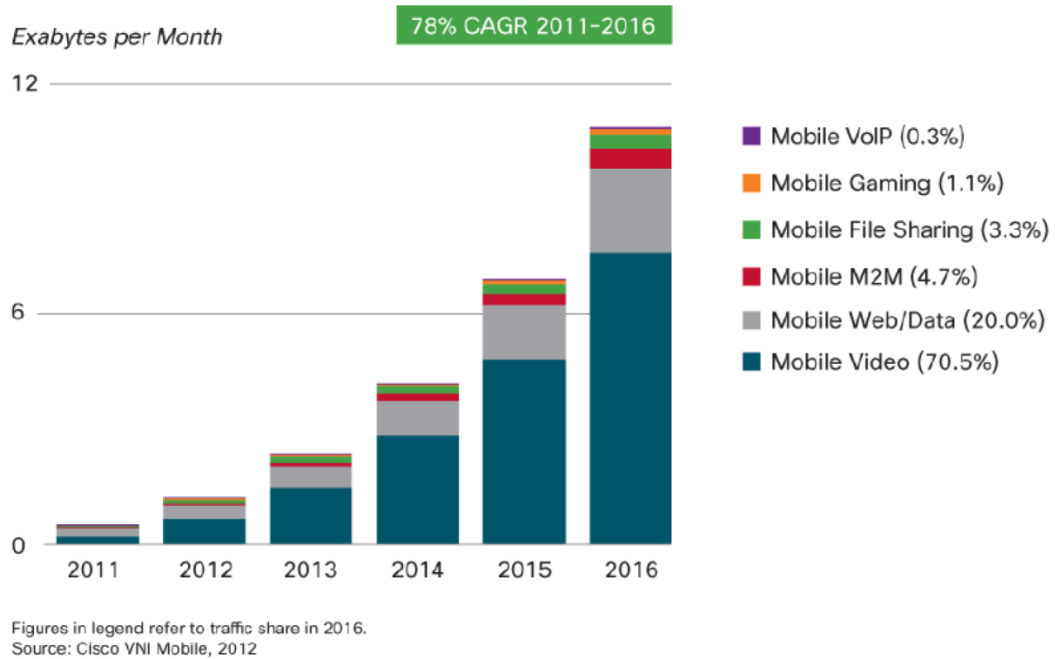 78% CAGR 2011–2016
Exabytes per Month
12
6
0
2011 2012 2013 2014 2015 2016
Mobile VoIP (0.3%)
Mobile Gaming (1.1%)
Mobile File Sharing (3.3%)
Mobile M2M (4.7%)
Mobile Web/Data (20.0%)
Mobile Video (70.5%)
Figures in legend refer to traffic share in 2016.
Source: Cisco VNI Mobile, 2012